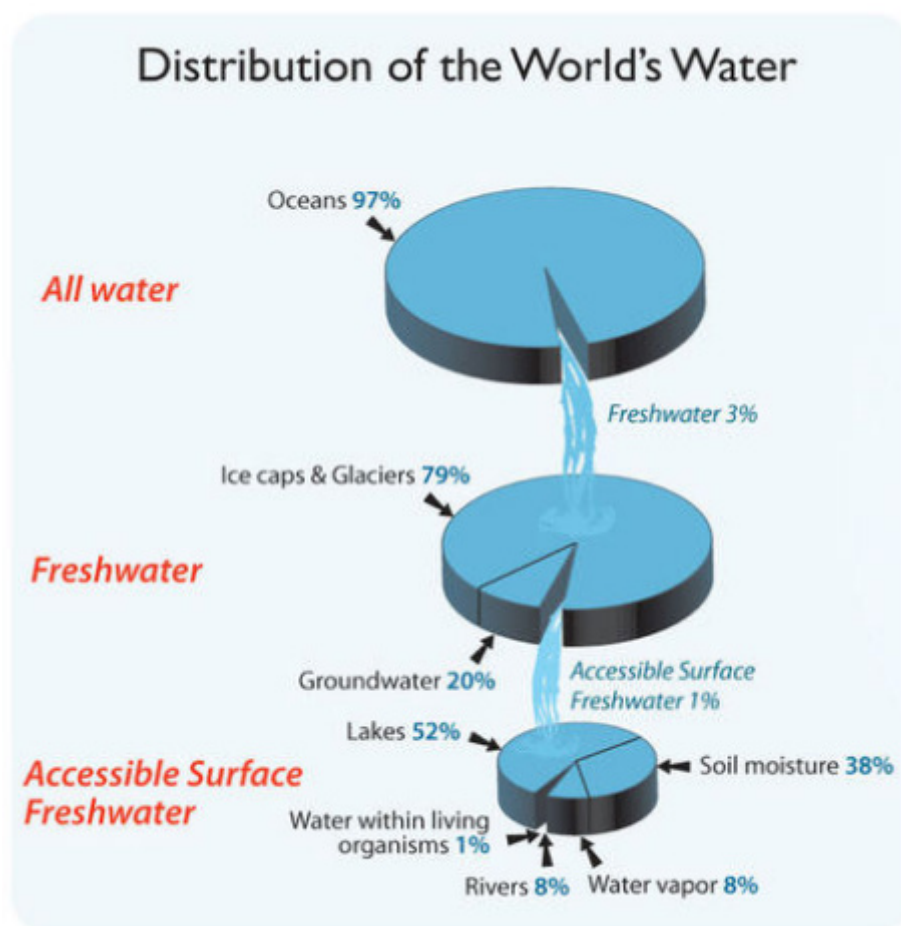 Distribution of the World's Water
Oceans 97%
All water
Freshwater 3%
Ice caps & Glaciers 79%
Freshwater
Groundwater 20%
Accessible Surface
Freshwater 1%
Lakes 52%
Accessible Surface
Freshwater
Soil moisture 38%
Water within living
organisms 1%
Rivers 8%
Water vapor 8%